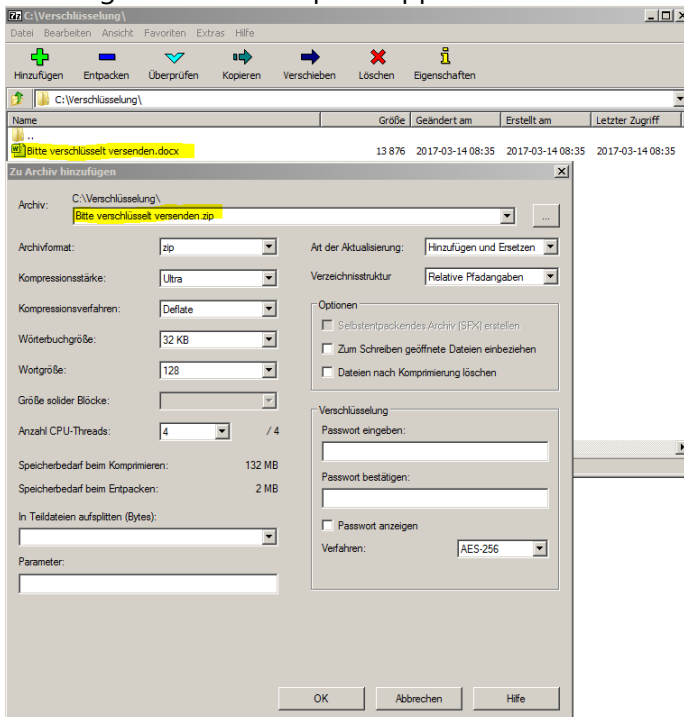 C:\Verschlüsselung\
Datei Bearbeiten Ansicht Favoriten Extras Hilfe
Hinzufügen Entpacken Überprüfen Kopieren Verschieben Löschen Eigenschaften
C:\Verschlüsselung\
Name Größe Geändert am Erstellt am Letzter Zugriff
..
Bitte verschlüsselt versenden.docx 13 876 2017-03-14 08:35 2017-03-14 08:35 2017-03-14 08:35
Zu Archiv hinzufügen
Archiv: C:\Verschlüsselung\
Bitte verschlüsselt versenden.zip ...
Archivformat: zip Art der Aktualisierung: Hinzufügen und Ersetzen
Kompressionsstärke: Ultra Verzeichnisstruktur Relative Pfadangaben
Kompressionsverfahren: Deflate Optionen
Selbstentpackendes Archiv (SFX) erstellen
Wörterbuchgröße: 32 KB Zum Schreiben geöffnete Dateien einbeziehen
Wortgröße: 128 Dateien nach Komprimierung löschen
Größe solider Blöcke: Verschlüsselung
Anzahl CPU-Threads: 4 / 4 Passwort eingeben:
Speicherbedarf beim Komprimieren: 132 MB
Passwort bestätigen:
Speicherbedarf beim Entpacken: 2 MB
In Teildateien aufsplitten (Bytes): Passwort anzeigen
Verfahren: AES-256
Parameter:
OK Abbrechen Hilfe